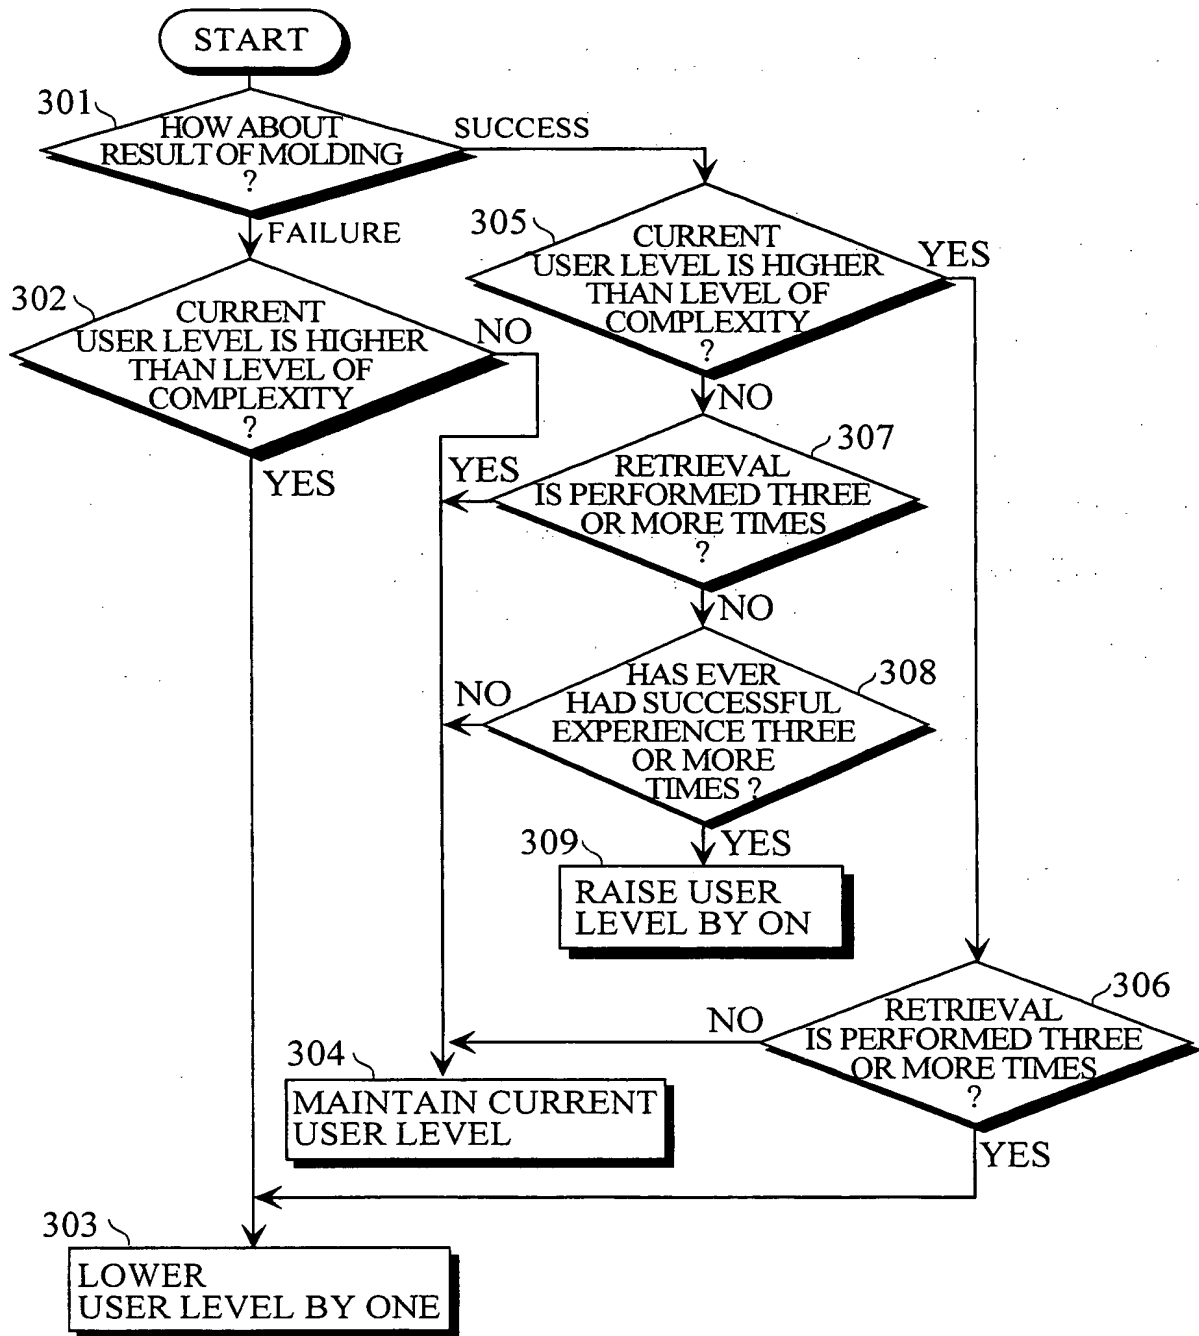 START
301
HOW ABOUT
RESULT OF MOLDING
?
SUCCESS
FAILURE
305
CURRENT
USER LEVEL IS HIGHER
THAN LEVEL OF
COMPLEXITY
?
YES
302
CURRENT
USER LEVEL IS HIGHER
THAN LEVEL OF
COMPLEXITY
?
NO
YES
NO
307
RETRIEVAL
IS PERFORMED THREE
OR MORE TIMES
?
YES
NO
308
HAS EVER
HAD SUCCESSFUL
EXPERIENCE THREE
OR MORE
TIMES ?
NO
YES
309
RAISE USER
LEVEL BY ON
306
RETRIEVAL
IS PERFORMED THREE
OR MORE TIMES
?
NO
YES
304
MAINTAIN CURRENT
USER LEVEL
303
LOWER
USER LEVEL BY ONE